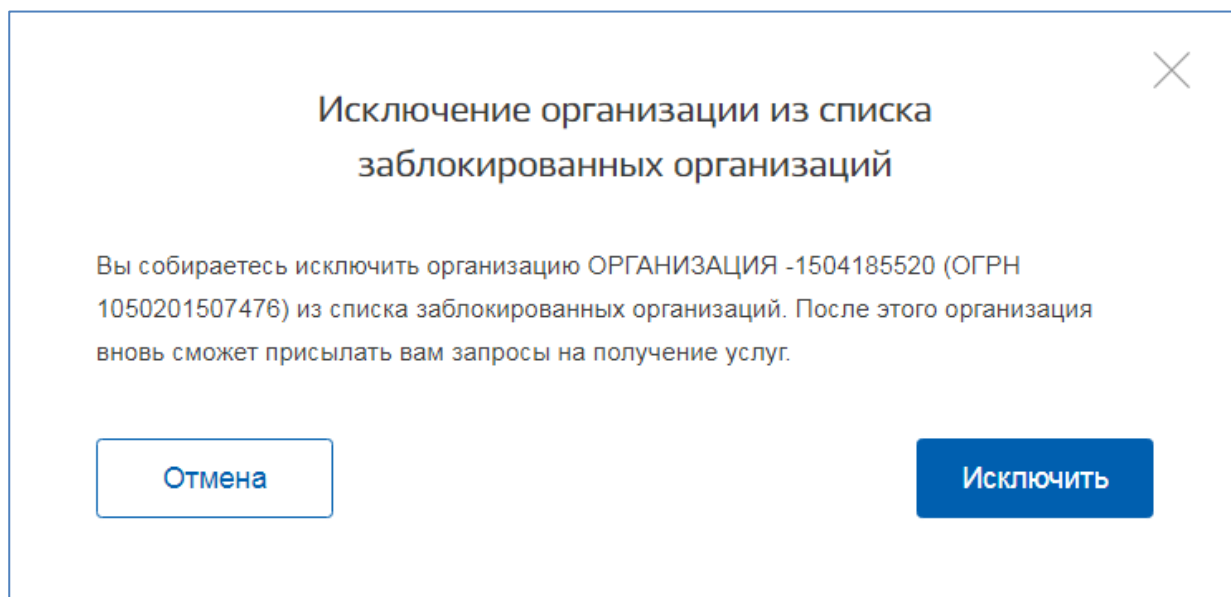 Исключение организации из списка
заблокированных организаций
Вы собираетесь исключить организацию ОРГАНИЗАЦИЯ -1504185520 (ОГРН
1050201507476) из списка заблокированных организаций. После этого организация
вновь сможет присылать вам запросы на получение услуг.
Отмена
Исключить